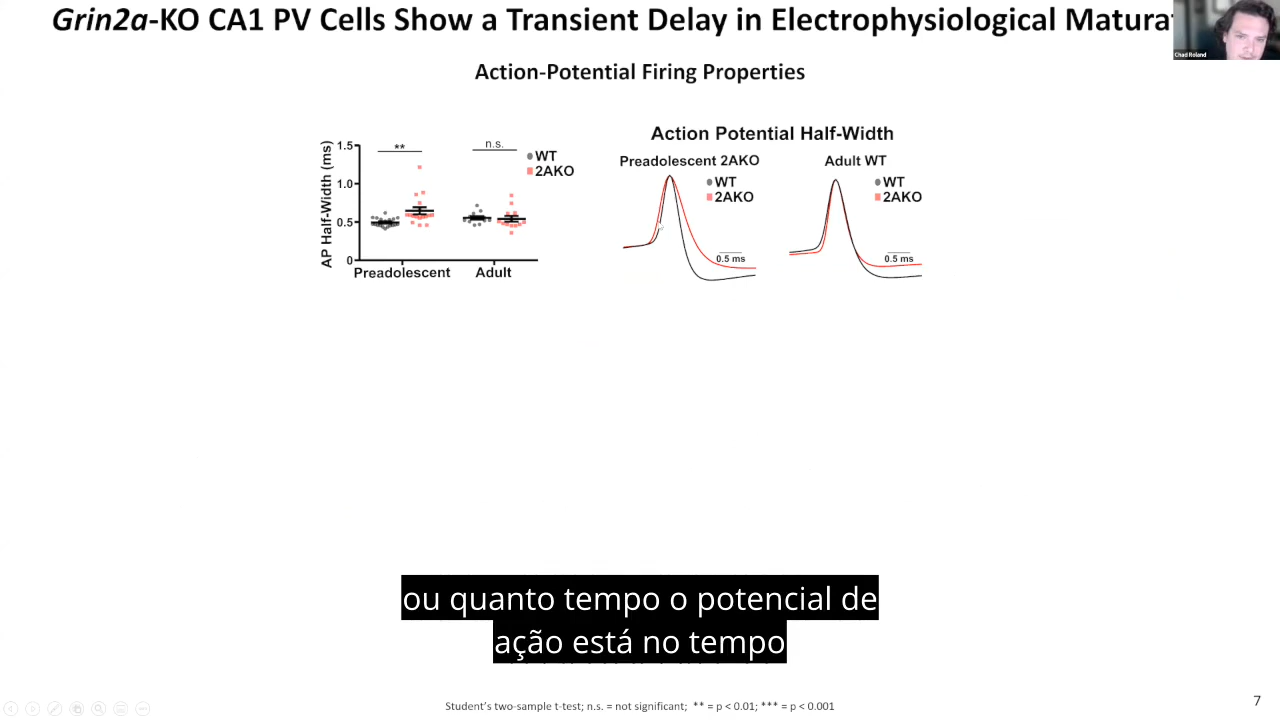 Grin2a-KO CA1 PV Cells Show a Transient Delay in Electrophysiological Matura
Chad Roland
Action-Potential Firing Properties
AP Half-Width (ms)
1.5
1.0
0.5
0
**
n.s.
WT
2AKO
Preadolescent
Adult
Action Potential Half-Width
Preadolescent 2AKO
WT
2AKO
0.5 ms
Adult WT
WT
2AKO
0.5 ms
ou quanto tempo o potencial de
ação está no tempo
Student's two-sample t-test; n.s. = not significant; ** = p < 0.01; *** = p < 0.001
7